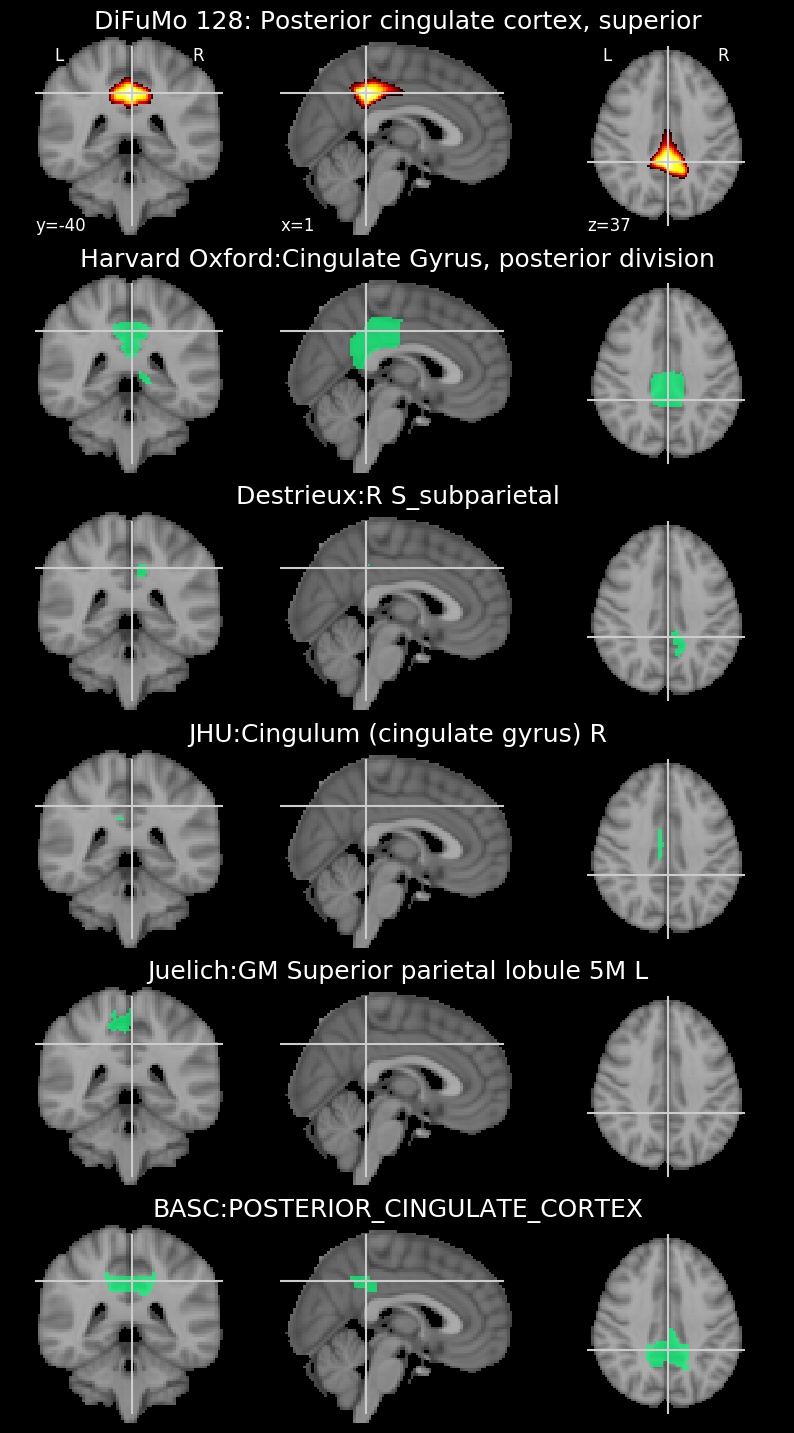 DiFuMo 128: Posterior cingulate cortex, superior
L R L R
y=-40 x=1 z=37
Harvard Oxford:Cingulate Gyrus, posterior division
Destrieux:R S_subparietal
JHU:Cingulum (cingulate gyrus) R
Juelich:GM Superior parietal lobule 5M L
BASC:POSTERIOR_CINGULATE_CORTEX